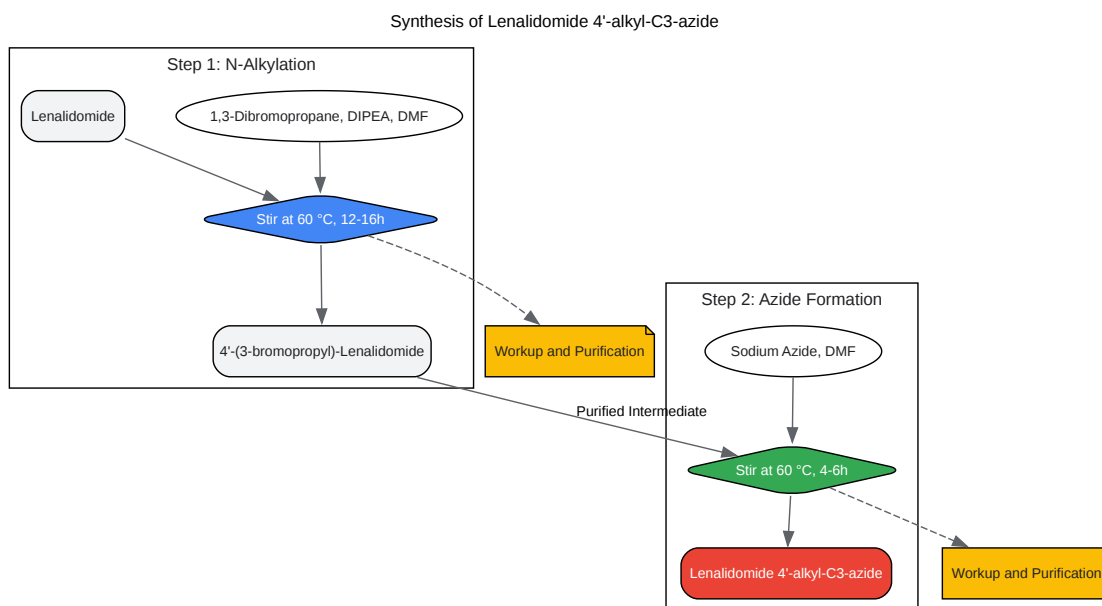 Synthesis of Lenalidomide 4'-alkyl-C3-azide
Step 1: N-Alkylation
Lenalidomide
1,3-Dibromopropane, DIPEA, DMF
Stir at 60 °C, 12-16h
4'-(3-bromopropyl)-Lenalidomide
Workup and Purification
Purified Intermediate
Step 2: Azide Formation
Sodium Azide, DMF
Stir at 60 °C, 4-6h
Lenalidomide 4'-alkyl-C3-azide
Workup and Purification